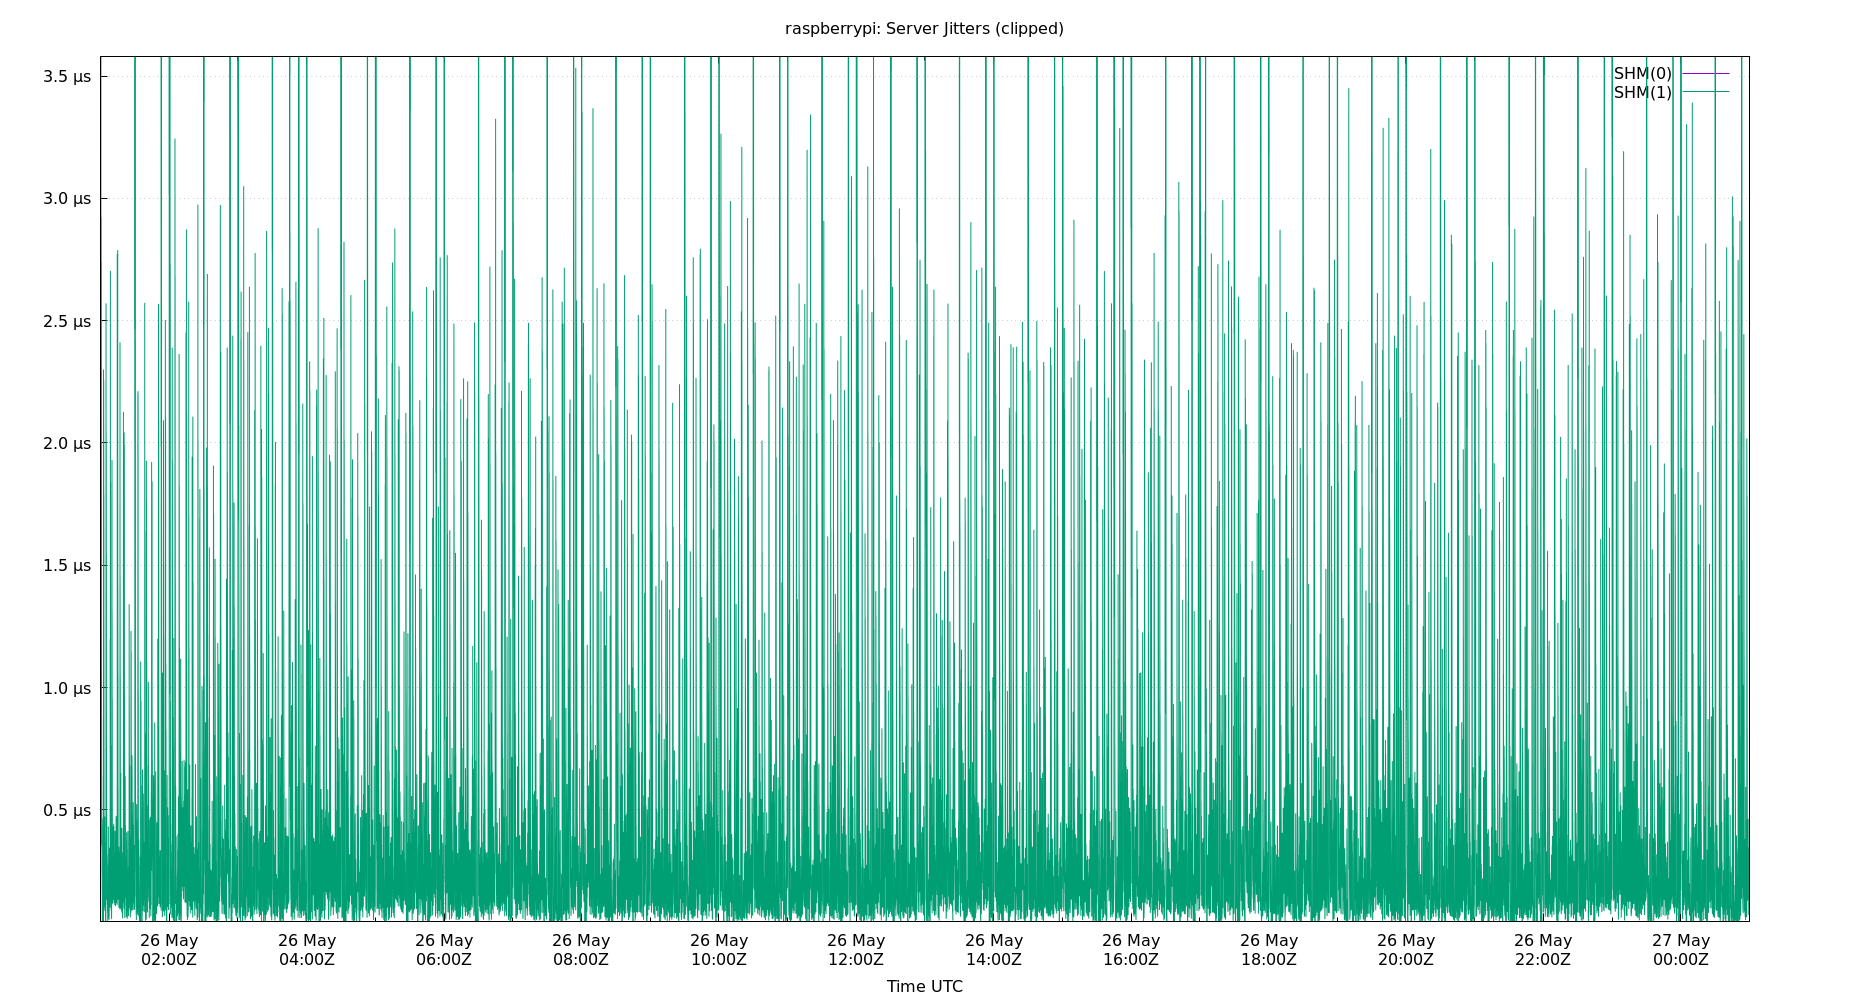 raspberrypi: Server Jitters (clipped)
SHM(0)
SHM(1)
3.5 µs
3.0 µs
2.5 µs
2.0 µs
1.5 µs
1.0 µs
0.5 µs
26 May 26 May 26 May 26 May 26 May 26 May 26 May 26 May 26 May 26 May 26 May 27 May
02:00Z 04:00Z 06:00Z 08:00Z 10:00Z 12:00Z 14:00Z 16:00Z 18:00Z 20:00Z 22:00Z 00:00Z
Time UTC